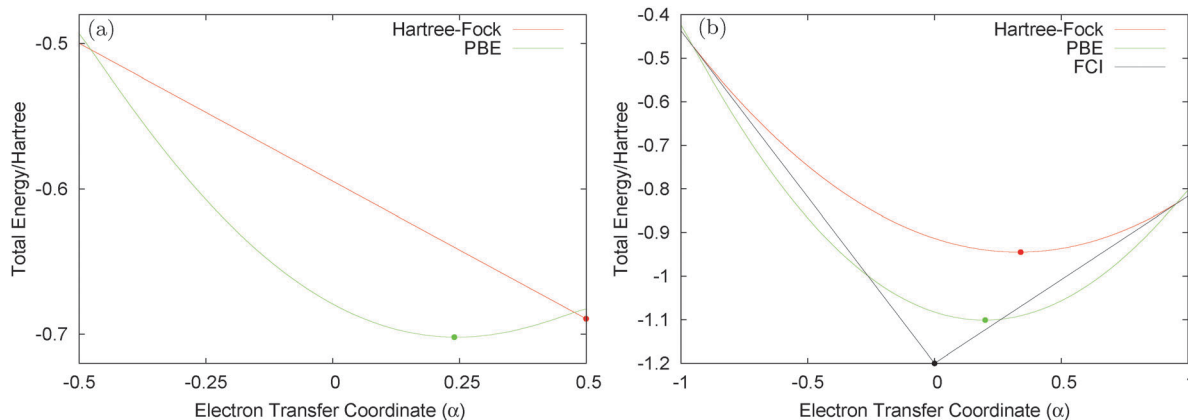 (a)
Hartree-Fock
PBE
-0.5
-0.6
-0.7
Total Energy/Hartree
-0.5
-0.25
0
0.25
0.5
Electron Transfer Coordinate (α)
(b)
Hartree-Fock
PBE
FCI
-0.4
-0.5
-0.6
-0.7
-0.8
-0.9
-1
-1.1
-1.2
Total Energy/Hartree
-1
-0.5
0
0.5
1
Electron Transfer Coordinate (α)